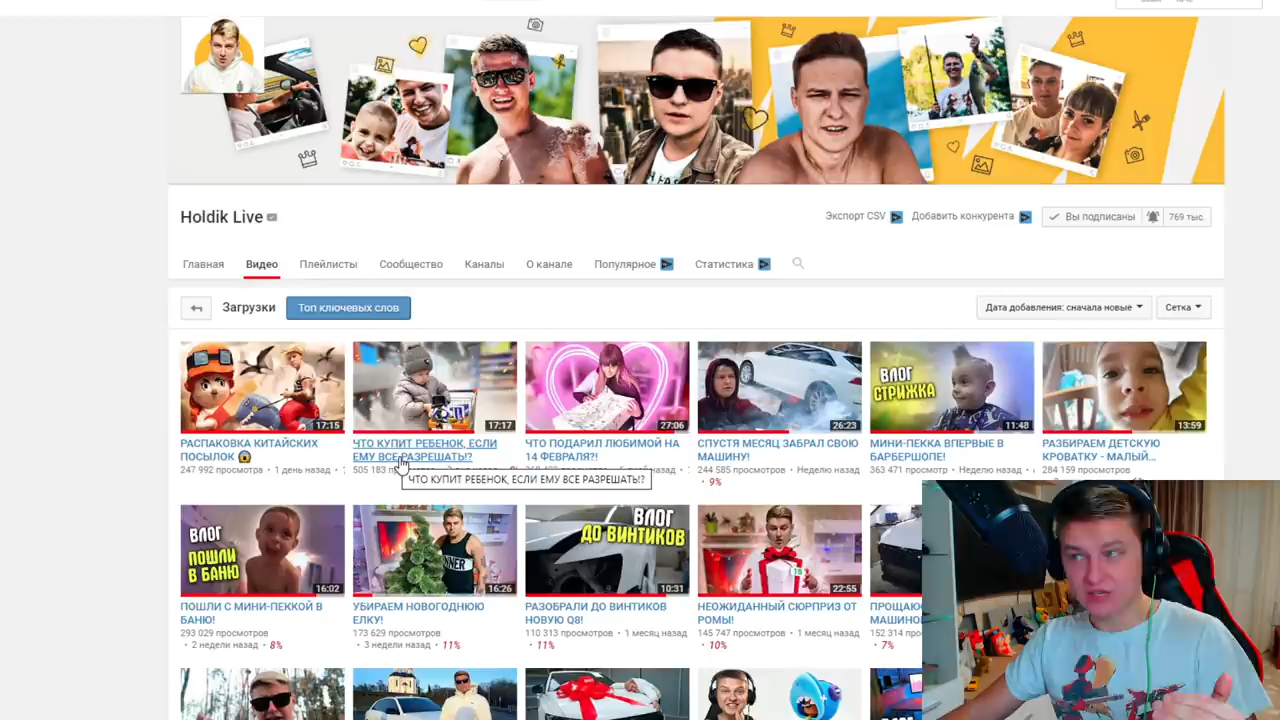 Holdik Live
Экспорт CSV
Добавить конкурента
Вы подписаны
769 тыс.
Главная
Видео
Плейлисты
Сообщество
Каналы
О канале
Популярное
Статистика
Загрузки
Топ ключевых слов
Дата добавления: сначала новые
Сетка
17:15
17:17
27:06
26:23
ВЛОГ
СТРИЖКА
11:48
13:59
РАСПАКОВКА КИТАЙСКИХ
ПОСЫЛОК
247 992 просмотра • 1 день назад
ЧТО КУПИТ РЕБЕНОК, ЕСЛИ
ЕМУ ВСЕ РАЗРЕШАТЬ!?
505 183
ЧТО КУПИТ РЕБЕНОК, ЕСЛИ ЕМУ ВСЕ РАЗРЕШАТЬ!?
ЧТО ПОДАРИЛ ЛЮБИМОЙ НА
14 ФЕВРАЛЯ?!
СПУСТЯ МЕСЯЦ ЗАБРАЛ СВОЮ
МАШИНУ!
244 585 просмотров • Неделю назад
• 9%
МИНИ-ПЕККА ВПЕРВЫЕ В
БАРБЕРШОПЕ!
363 471 просмотр • Неделю назад
РАЗБИРАЕМ ДЕТСКУЮ
КРОВАТКУ - МАЛЫЙ...
284 159 просмотров
ВЛОГ
ПОШЛИ
В БАНЮ
16:02
16:26
ВЛОГ
ДО ВИНТИКОВ
10:31
22:55
ПОШЛИ С МИНИ-ПЕККОЙ В
БАНЮ!
293 029 просмотров
• 2 недели назад • 8%
УБИРАЕМ НОВОГОДНЮЮ
ЕЛКУ!
173 629 просмотров
• 3 недели назад • 11%
РАЗОБРАЛИ ДО ВИНТИКОВ
НОВУЮ Q8!
110 313 просмотров • 1 месяц назад
• 11%
НЕОЖИДАННЫЙ СЮРПРИЗ ОТ
РОМЫ!
145 747 просмотров • 1 месяц назад
• 10%
152 314
• 7%